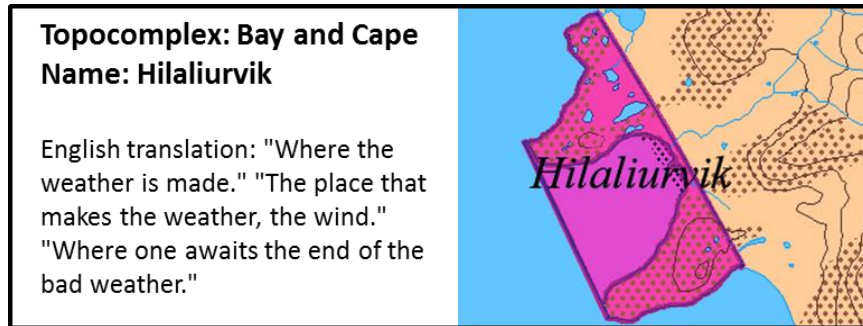 Topocomplex: Bay and Cape
Name: Hilaliurvik
English translation: "Where the
weather is made." "The place that
makes the weather, the wind."
"Where one awaits the end of the
bad weather."
Hilaliurvik